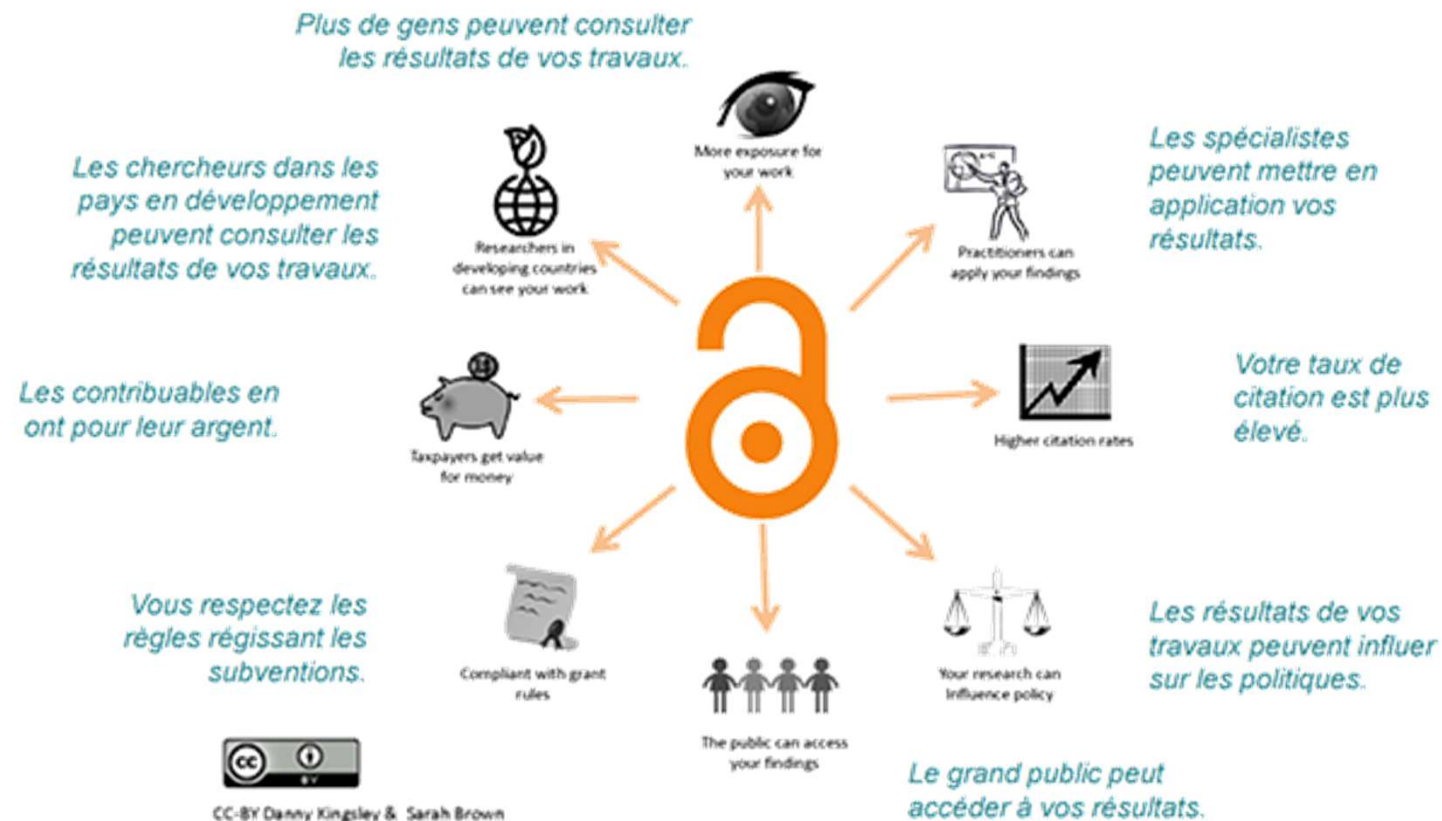 Plus de gens peuvent consulter
les résultats de vos travaux.
More exposure for
your work
Les chercheurs dans les
pays en développement
peuvent consulter les
résultats de vos travaux.
Researchers in
developing countries
can see your work
Practitioners can
apply your findings
Les spécialistes
peuvent mettre en
application vos
résultats.
Les contribuables en
ont pour leur argent.
Taxpayers get value
for money
Higher citation rates
Votre taux de
citation est plus
élevé.
Vous respectez les
règles régissant les
subventions.
Compliant with grant
rules
The public can access
your findings
Your research can
Influence policy
Les résultats de vos
travaux peuvent influer
sur les politiques.
Le grand public peut
accéder à vos résultats.
cc
BY
CC-BY Danny Kingsley & Sarah Brown